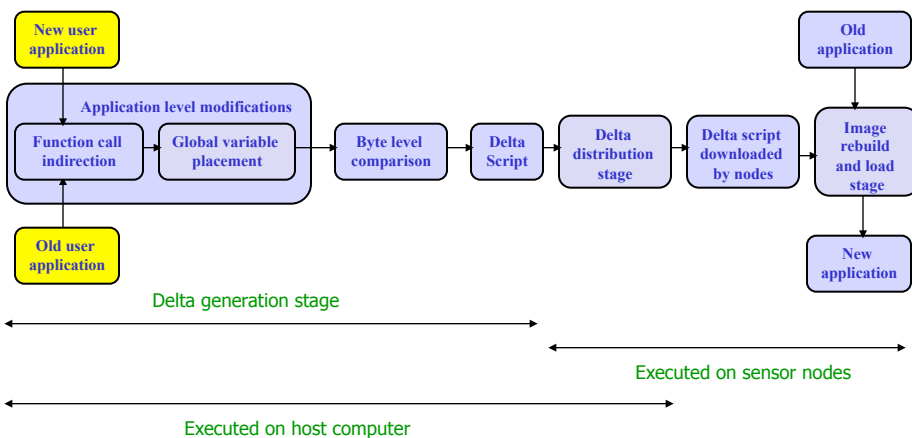 New user
application
Old
application
Application level modifications
Function call
indirection
Global variable
placement
Byte level
comparison
Delta
Script
Delta
distribution
stage
Delta script
downloaded
by nodes
Image
rebuild
and load
stage
Old user
application
New
application
Delta generation stage
Executed on sensor nodes
Executed on host computer